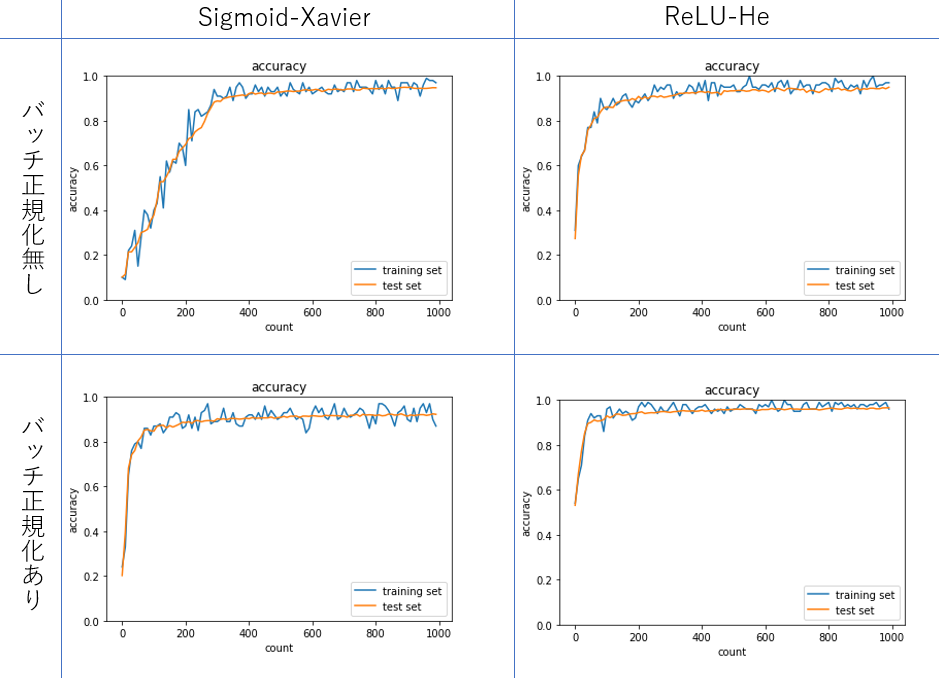 Sigmoid-Xavier
ReLU-He
バッチ正規化無し
accuracy
1.0
0.8
0.6
0.4
0.2
0.0
accuracy
0 200 400 600 800 1000
count
training set
test set
accuracy
1.0
0.8
0.6
0.4
0.2
0.0
accuracy
0 200 400 600 800 1000
count
training set
test set
バッチ正規化あり
accuracy
1.0
0.8
0.6
0.4
0.2
0.0
accuracy
0 200 400 600 800 1000
count
training set
test set
accuracy
1.0
0.8
0.6
0.4
0.2
0.0
accuracy
0 200 400 600 800 1000
count
training set
test set